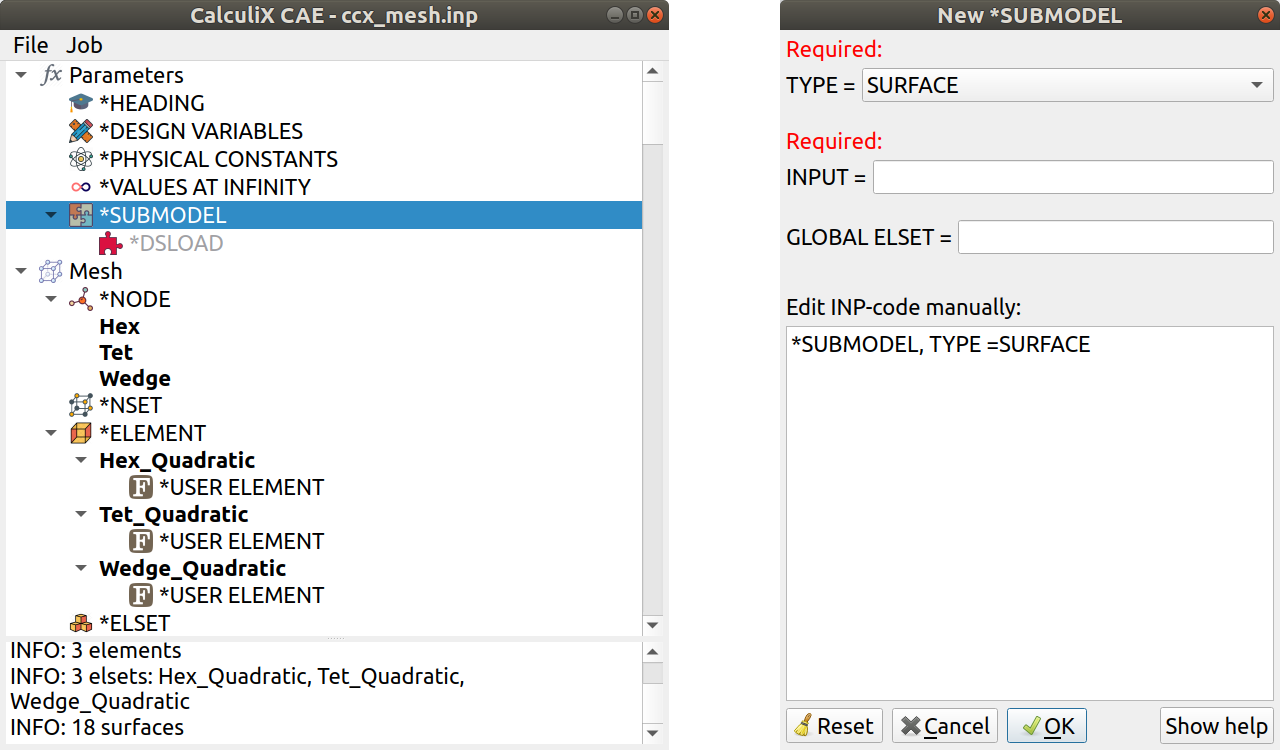 CalculiX CAE - ccx_mesh.inp
File Job
fx Parameters
*HEADING
*DESIGN VARIABLES
*PHYSICAL CONSTANTS
*VALUES AT INFINITY
*SUBMODEL
*DSLOAD
Mesh
*NODE
Hex
Tet
Wedge
*NSET
*ELEMENT
Hex_Quadratic
F *USER ELEMENT
Tet_Quadratic
F *USER ELEMENT
Wedge_Quadratic
F *USER ELEMENT
*ELSET
INFO: 3 elements
INFO: 3 elsets: Hex_Quadratic, Tet_Quadratic,
Wedge_Quadratic
INFO: 18 surfaces
New *SUBMODEL
Required:
TYPE = SURFACE
Required:
INPUT =
GLOBAL ELSET =
Edit INP-code manually:
*SUBMODEL, TYPE =SURFACE
Reset Cancel OK Show help